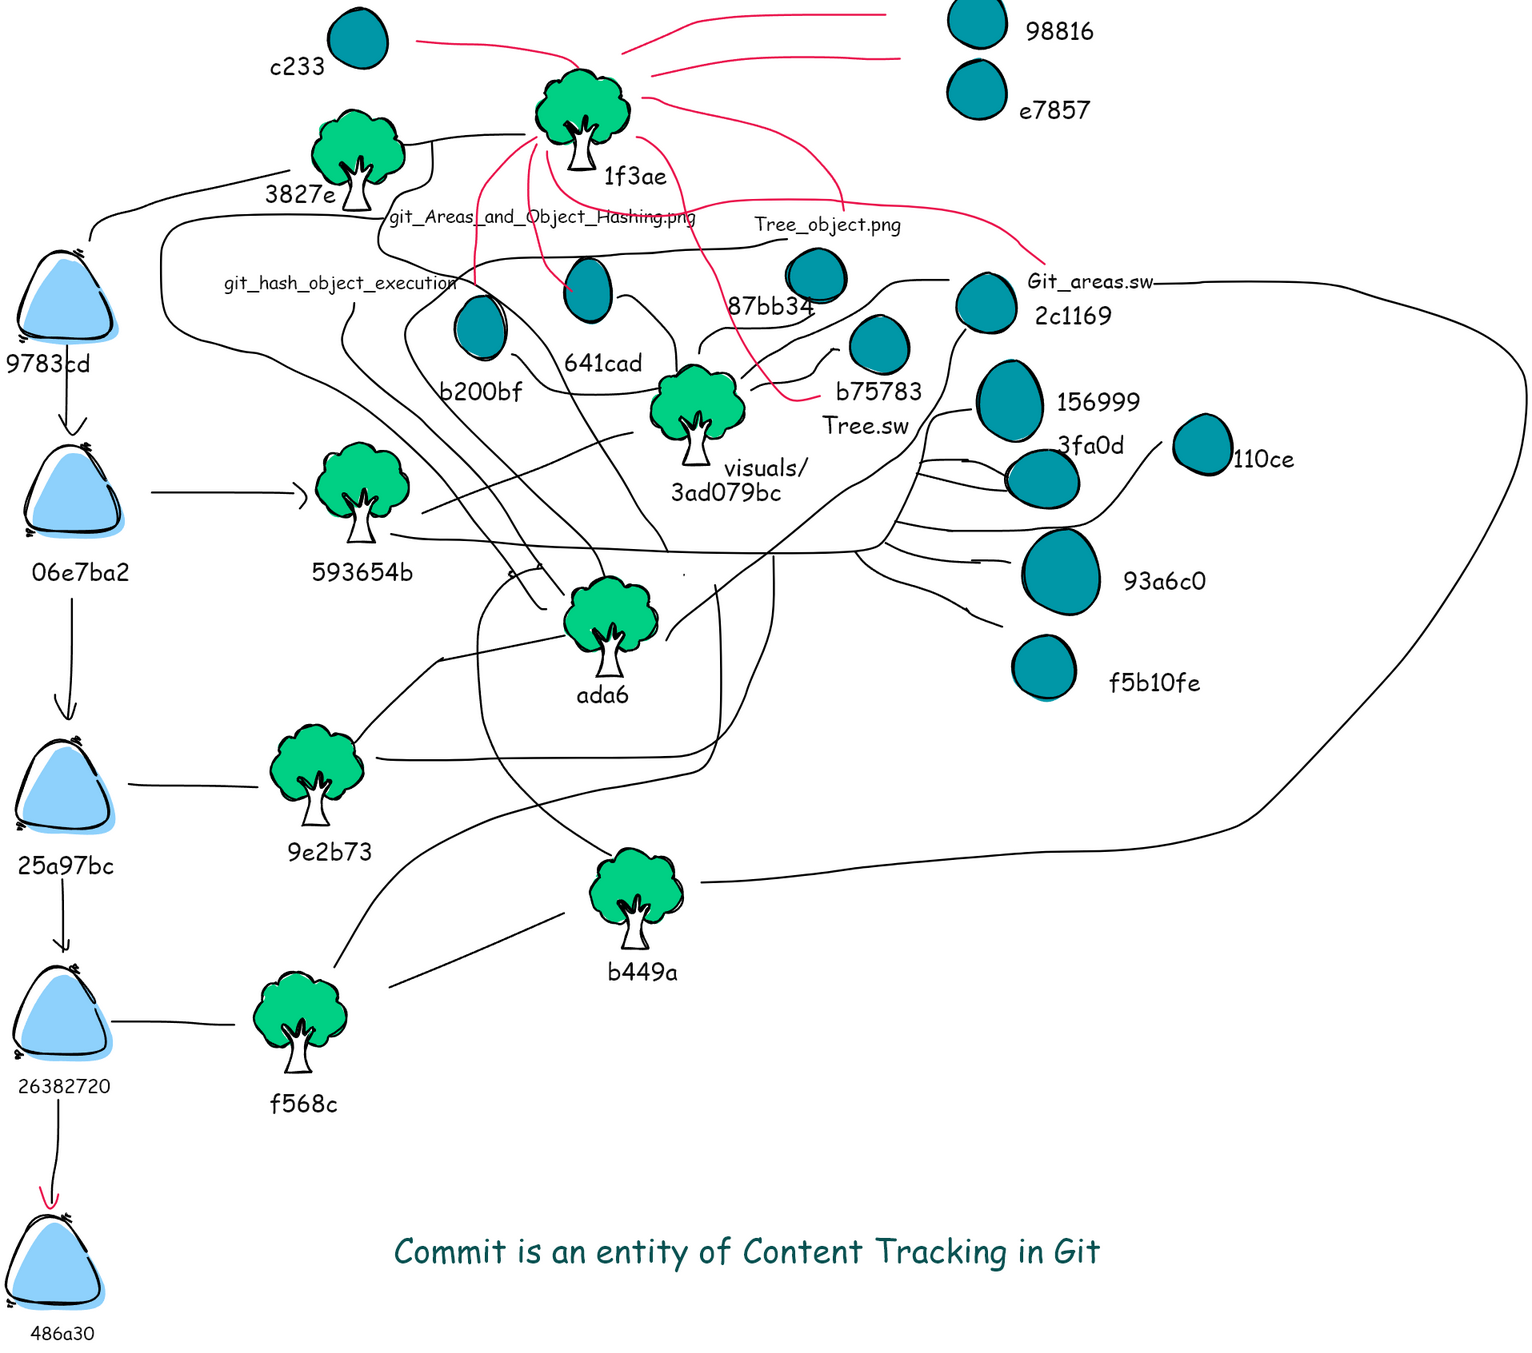 98816
c233
e7857
1f3ae
3827e
git_Areas_and_Object_Hashing.png
Tree_object.png
git_hash_object_execution
Git_areas.sw
87bb34
2c1169
9783cd
641cad
b200bf
b75783
156999
Tree.sw
3fa0d
110ce
visuals/
3ad079bc
06e7ba2
593654b
93a6c0
f5b10fe
ada6
9e2b73
25a97bc
b449a
26382720
f568c
Commit is an entity of Content Tracking in Git
486a30